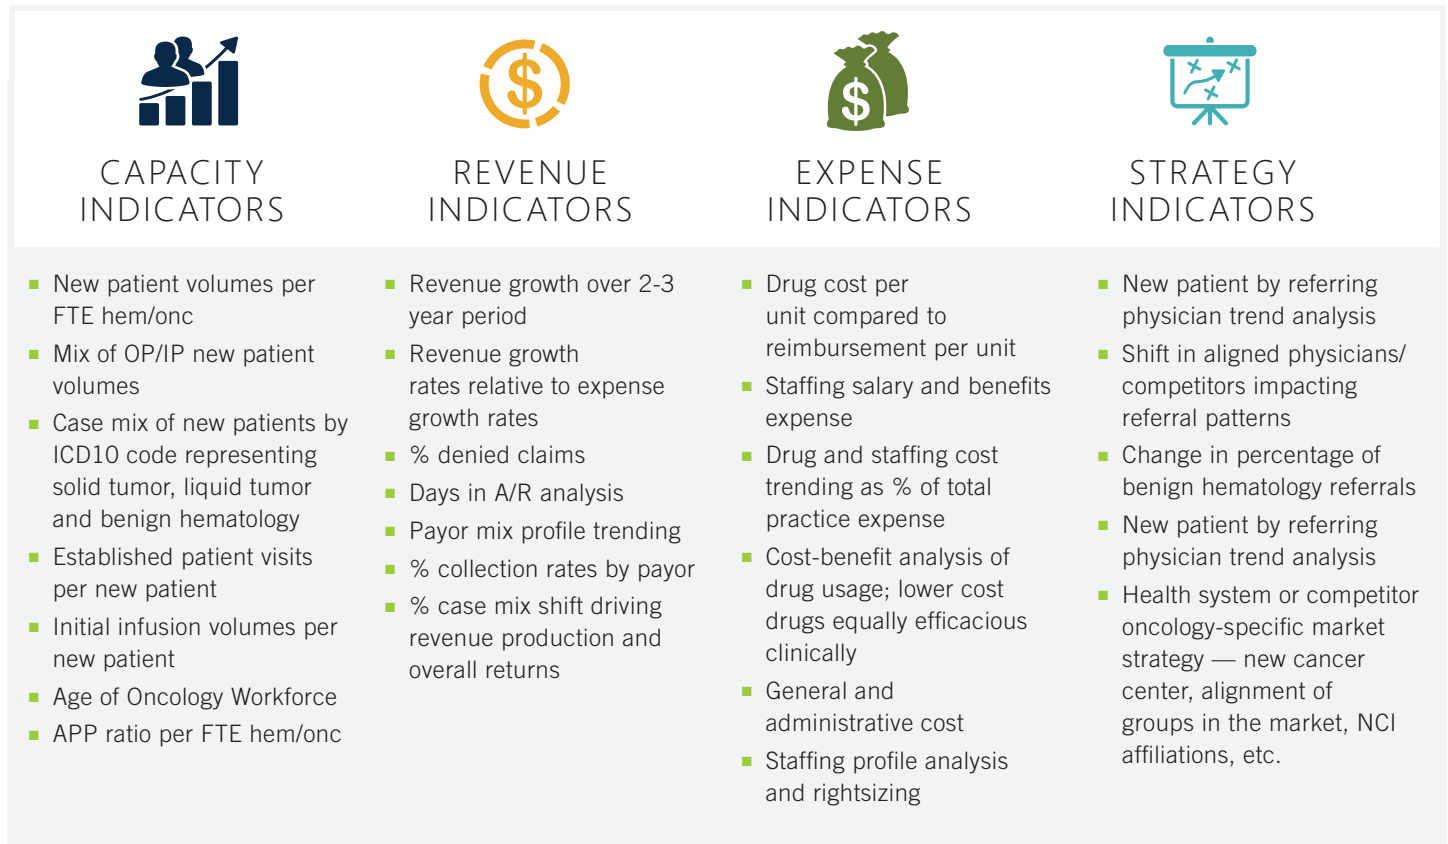 CAPACITY
INDICATORS
New patient volumes per
FTE hem/onc
Mix of OP/IP new patient
volumes
Case mix of new patients by
ICD10 code representing
solid tumor, liquid tumor
and benign hematology
Established patient visits
per new patient
Initial infusion volumes per
new patient
Age of Oncology Workforce
APP ratio per FTE hem/onc
$
REVENUE
INDICATORS
Revenue growth over 2-3
year period
Revenue growth
rates relative to expense
growth rates
% denied claims
Days in A/R analysis
Payor mix profile trending
% collection rates by payor
% case mix shift driving
revenue production and
overall returns
$
EXPENSE
INDICATORS
Drug cost per
unit compared to
reimbursement per unit
Staffing salary and benefits
expense
Drug and staffing cost
trending as % of total
practice expense
Cost-benefit analysis of
drug usage; lower cost
drugs equally efficacious
clinically
General and
administrative cost
Staffing profile analysis
and rightsizing
STRATEGY
INDICATORS
New patient by referring
physician trend analysis
Shift in aligned physicians/
competitors impacting
referral patterns
Change in percentage of
benign hematology referrals
New patient by referring
physician trend analysis
Health system or competitor
oncology-specific market
strategy — new cancer
center, alignment of
groups in the market, NCI
affiliations, etc.